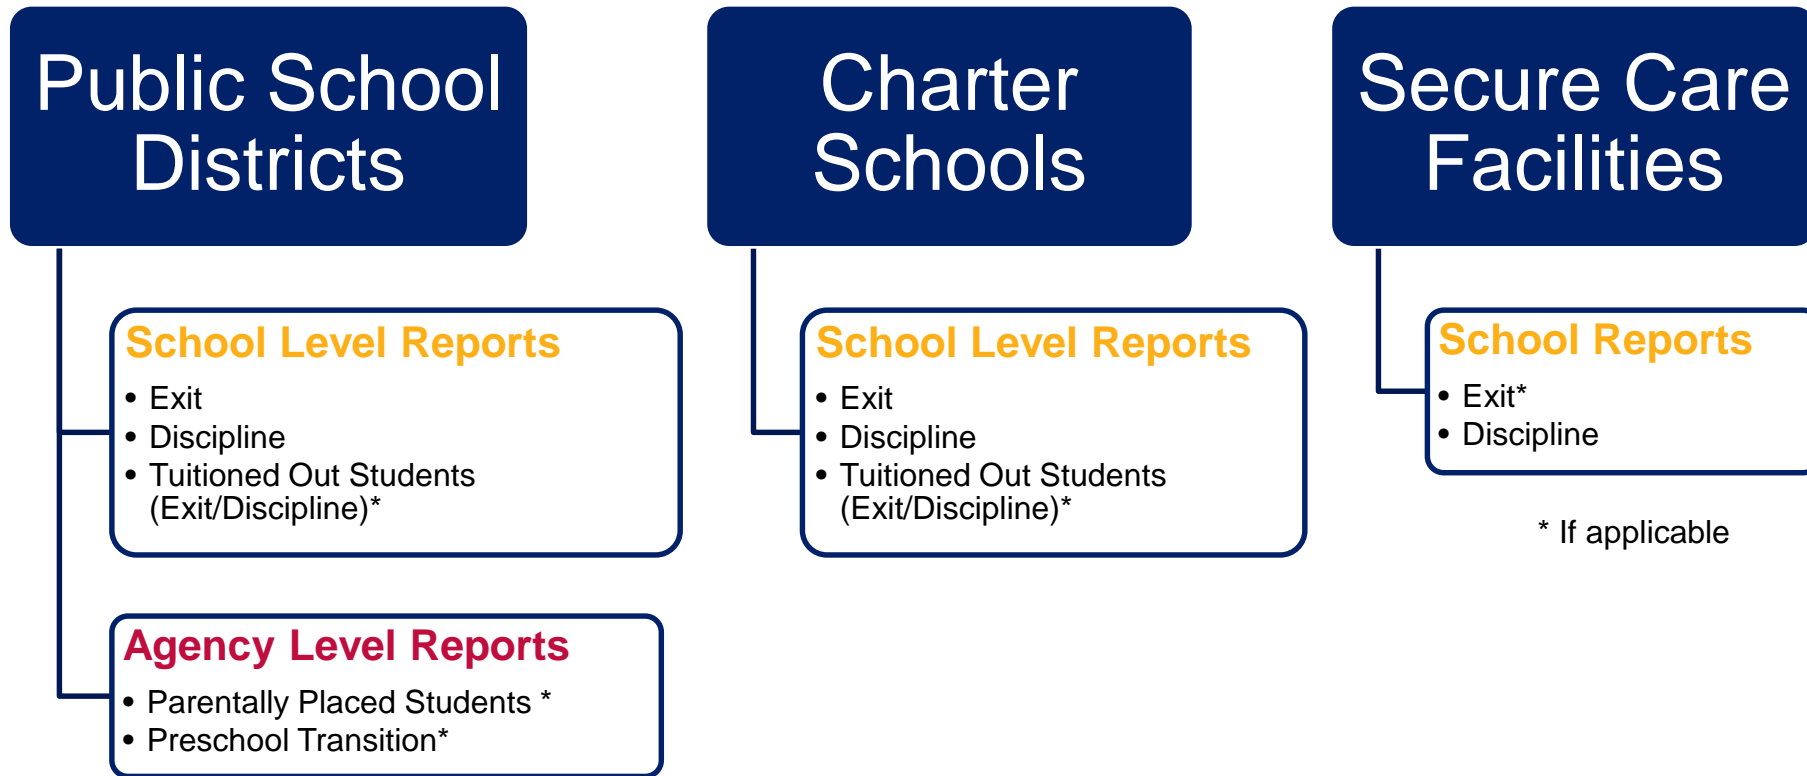 Public School
Districts
School Level Reports
• Exit
• Discipline
• Tuitioned Out Students
(Exit/Discipline)*
Agency Level Reports
• Parentally Placed Students *
• Preschool Transition*
Charter
Schools
School Level Reports
• Exit
• Discipline
• Tuitioned Out Students
(Exit/Discipline)*
Secure Care
Facilities
School Reports
• Exit*
• Discipline
* If applicable